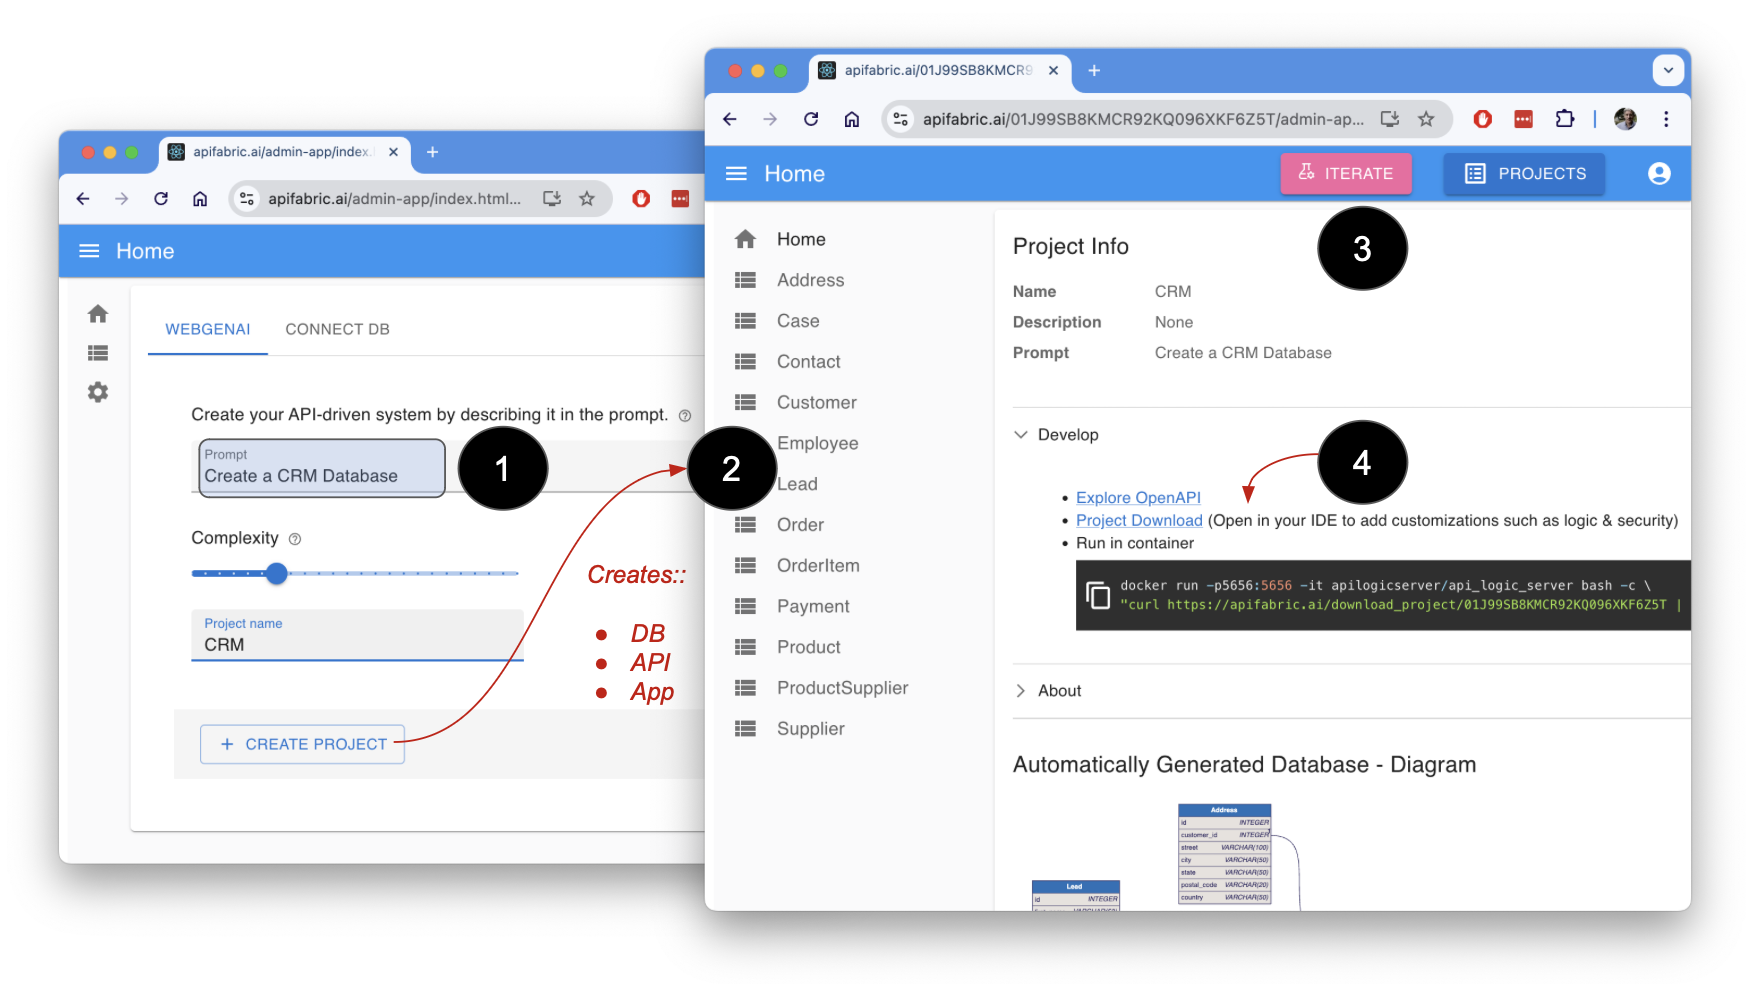 apifabric.ai/admin-app/index.h
apifabric.ai/admin-app/index.html...
Home
WEBGENAI
CONNECT DB
Create your API-driven system by describing it in the prompt.
Prompt
Create a CRM Database
1
Complexity
Project name
CRM
Creates::
• DB
• API
• App
+ CREATE PROJECT
2
apifabric.ai/01J99SB8KMCR9
apifabric.ai/01J99SB8KMCR92KQ096XKF6Z5T/admin-ap...
Home
ITERATE
PROJECTS
3
Home
Address
Case
Contact
Customer
Employee
Lead
Order
OrderItem
Payment
Product
ProductSupplier
Supplier
Project Info
Name CRM
Description None
Prompt Create a CRM Database
Develop
4
• Explore OpenAPI
• Project Download (Open in your IDE to add customizations such as logic & security)
• Run in container
docker run -p5656:5656 -it apilogicserver/api_logic_server bash -c \
"curl https://apifabric.ai/download_project/01J99SB8KMCR92KQ096XKF6Z5T |
About
Automatically Generated Database - Diagram
Address
id INTEGER
customer_id INTEGER
street VARCHAR(100)
city VARCHAR(50)
state VARCHAR(50)
postal_code VARCHAR(20)
country VARCHAR(50)
Lead
id INTEGER